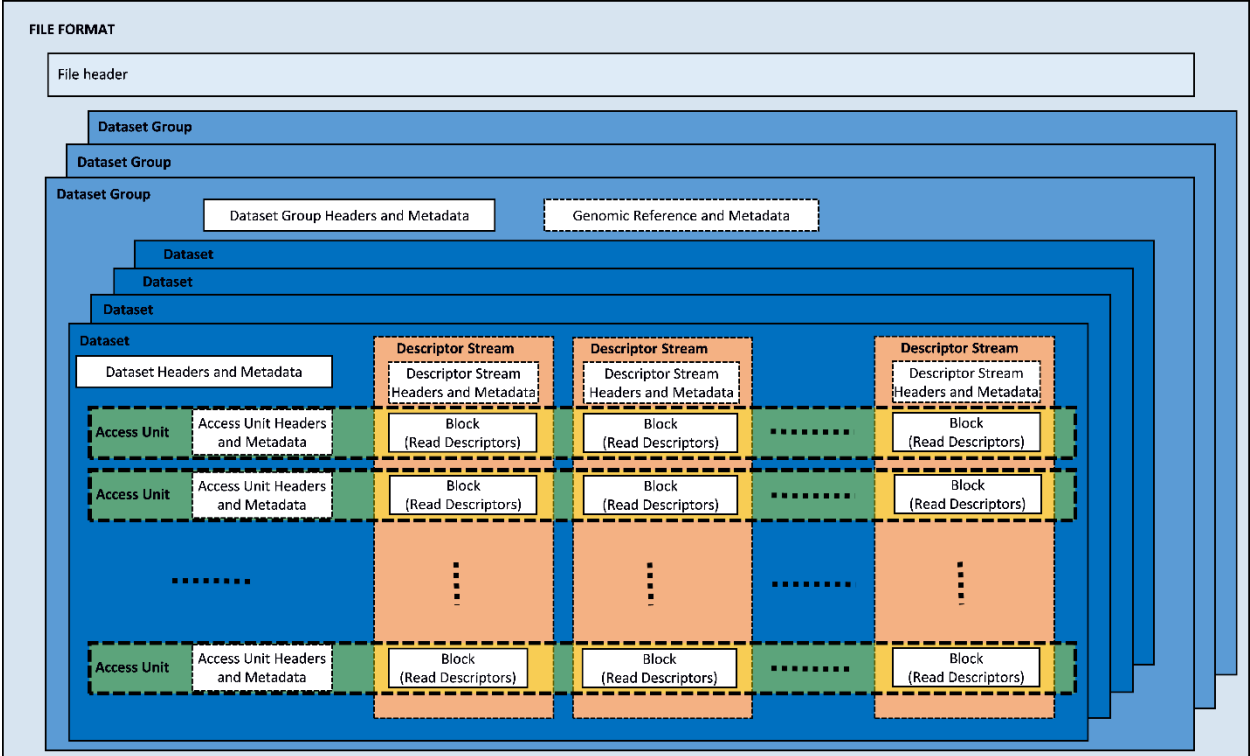 FILE FORMAT
File header
Dataset Group
Dataset Group
Dataset Group
Dataset Group Headers and Metadata
Genomic Reference and Metadata
Dataset
Dataset
Dataset
Dataset
Dataset Headers and Metadata
Descriptor Stream
Descriptor Stream
Headers and Metadata
Descriptor Stream
Descriptor Stream
Headers and Metadata
Descriptor Stream
Descriptor Stream
Headers and Metadata
Access Unit
Access Unit Headers
and Metadata
Block
(Read Descriptors)
Block
(Read Descriptors)
Block
(Read Descriptors)
Access Unit
Access Unit Headers
and Metadata
Block
(Read Descriptors)
Block
(Read Descriptors)
Block
(Read Descriptors)
Access Unit
Access Unit Headers
and Metadata
Block
(Read Descriptors)
Block
(Read Descriptors)
Block
(Read Descriptors)